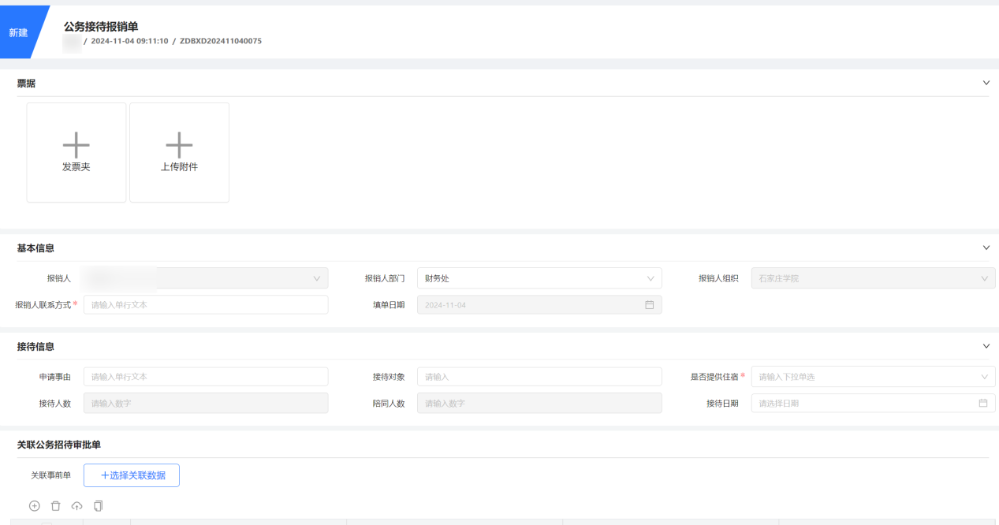 新建
公务接待报销单
/ 2024-11-04 09:11:10 / ZDBXD202411040075
票据
发票夹 上传附件
基本信息
报销人 报销人部门 财务处 报销人组织 石家庄学院
报销人联系方式* 请输入单行文本 填单日期 2024-11-04
接待信息
申请事由 请输入单行文本 接待对象 请输入 是否提供住宿* 请输入下拉单选
接待人数 请输入数字 陪同人数 请输入数字 接待日期 请选择日期
关联公务招待审批单
关联事前单 +选择关联数据